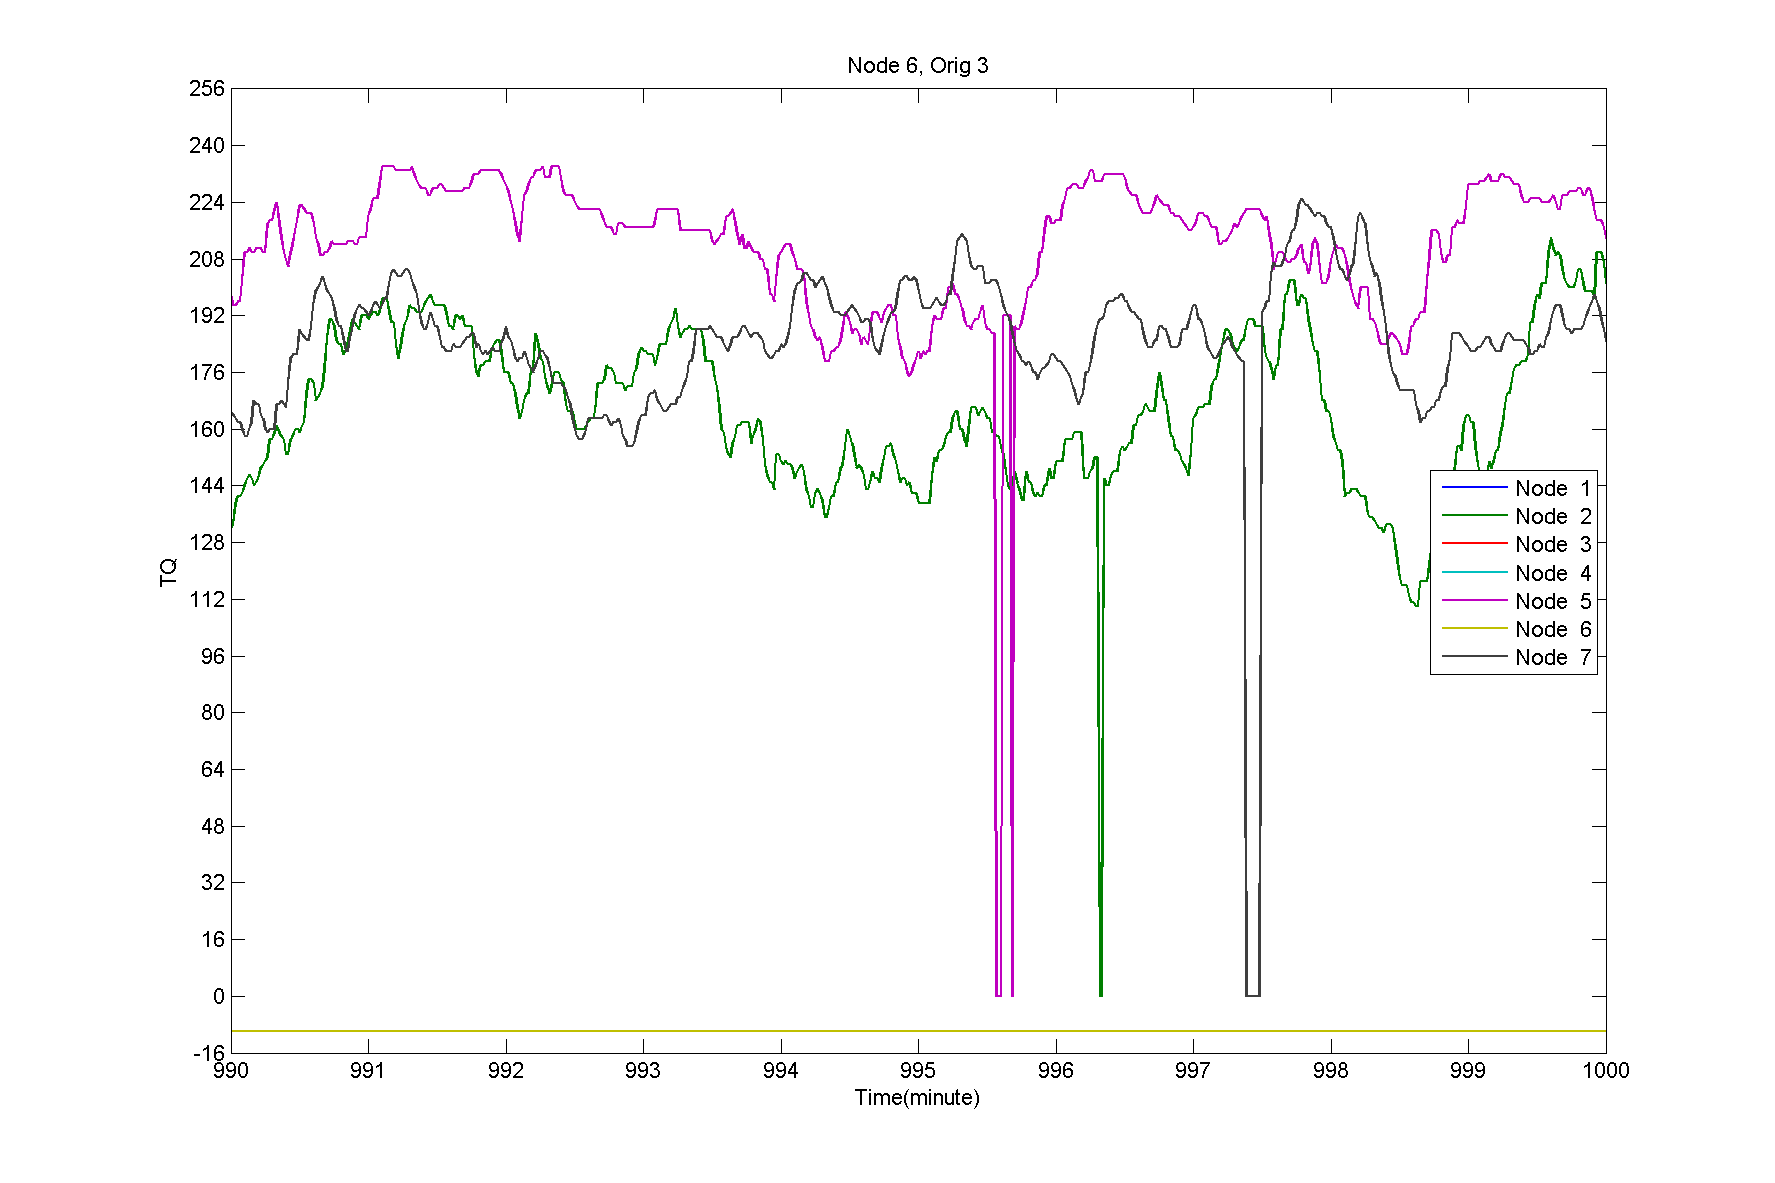 Node 6, Orig 3
256
240
224
208
192
176
160
144
128
112
96
80
64
48
32
16
0
-16
TQ
Node 1
Node 2
Node 3
Node 4
Node 5
Node 6
Node 7
990 991 992 993 994 995 996 997 998 999 1000
Time(minute)